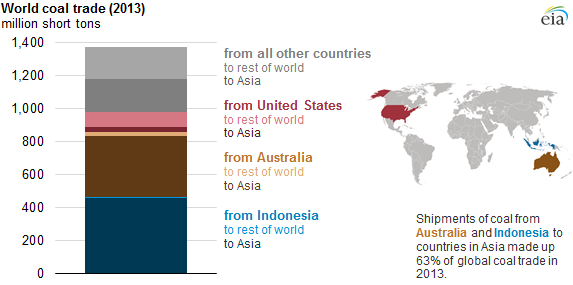 World coal trade (2013)
million short tons
eia
1,400
1,200
1,000
800
600
400
200
0
from all other countries
to rest of world
to Asia
from United States
to rest of world
to Asia
from Australia
to rest of world
to Asia
from Indonesia
to rest of world
to Asia
Shipments of coal from
Australia and Indonesia to
countries in Asia made up
63% of global coal trade in
2013.